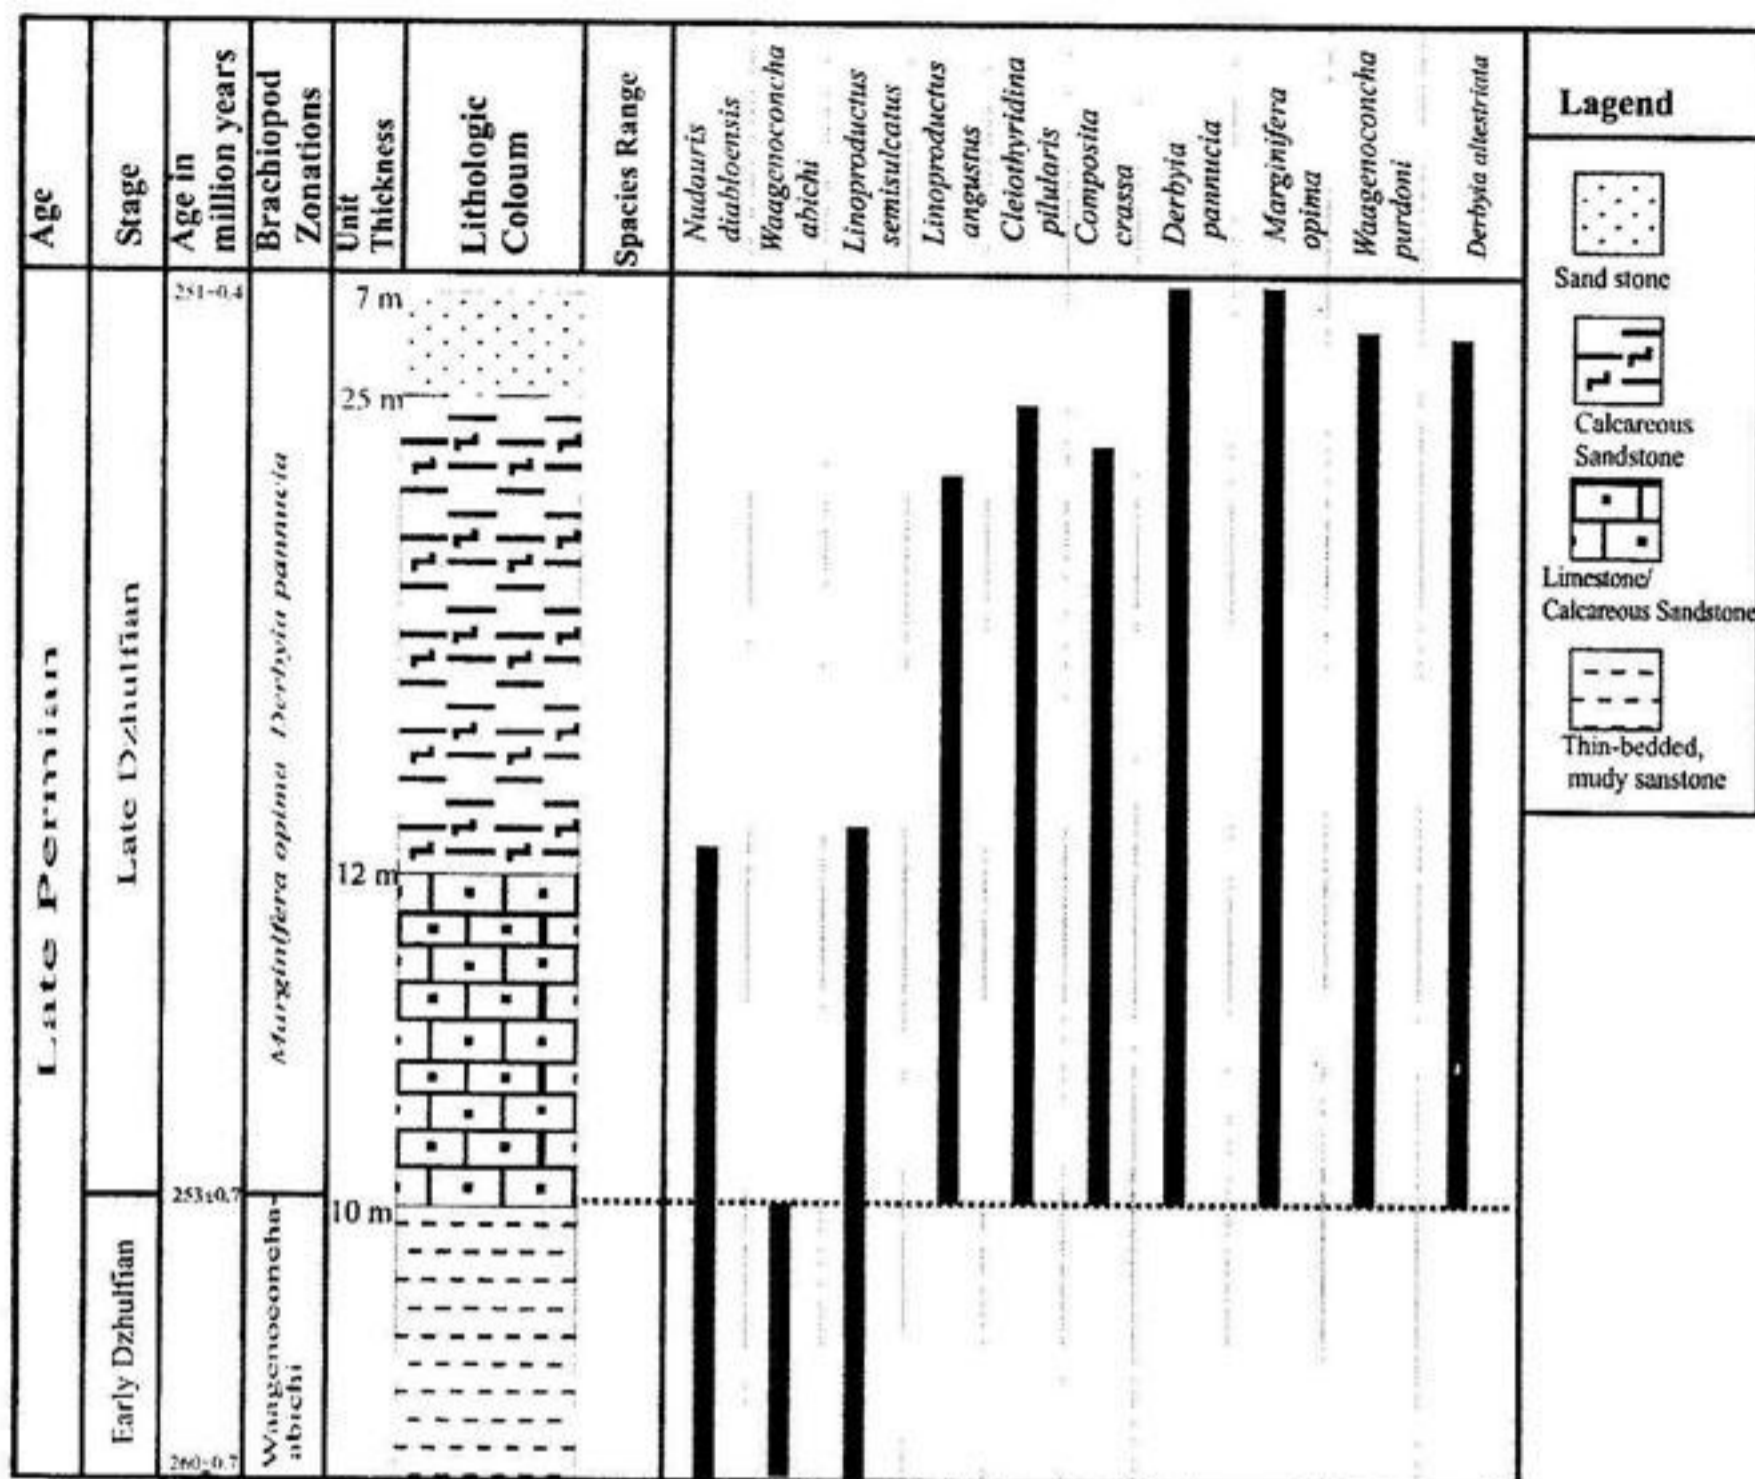 Age
Stage
Age in
million years
Brachiopod
Zonations
Unit
Thickness
Lithologic
Coloum
Spacies Range
Nudauris
diabloensis
Waagenoconcha
abichi
Linoproductus
semisulcatus
Linoproductus
angustus
Cleiothyridina
pilularis
Composita
crassa
Derbyia
pannucia
Marginifera
opima
Waagenoconcha
purdoni
Derbyia altestriata
Lagend
Sand stone
Calcareous
Sandstone
Limestone/
Calcareous Sandstone
Thin-bedded,
mudy sanstone
Late Permian
Late Dzhulfian
Early Dzhulfian
251-0.4
253±0.7
260-0.7
Marginifera opima Derbyia pannucia
Waagenoconcha-
abichi
7 m
25 m
12 m
10 m